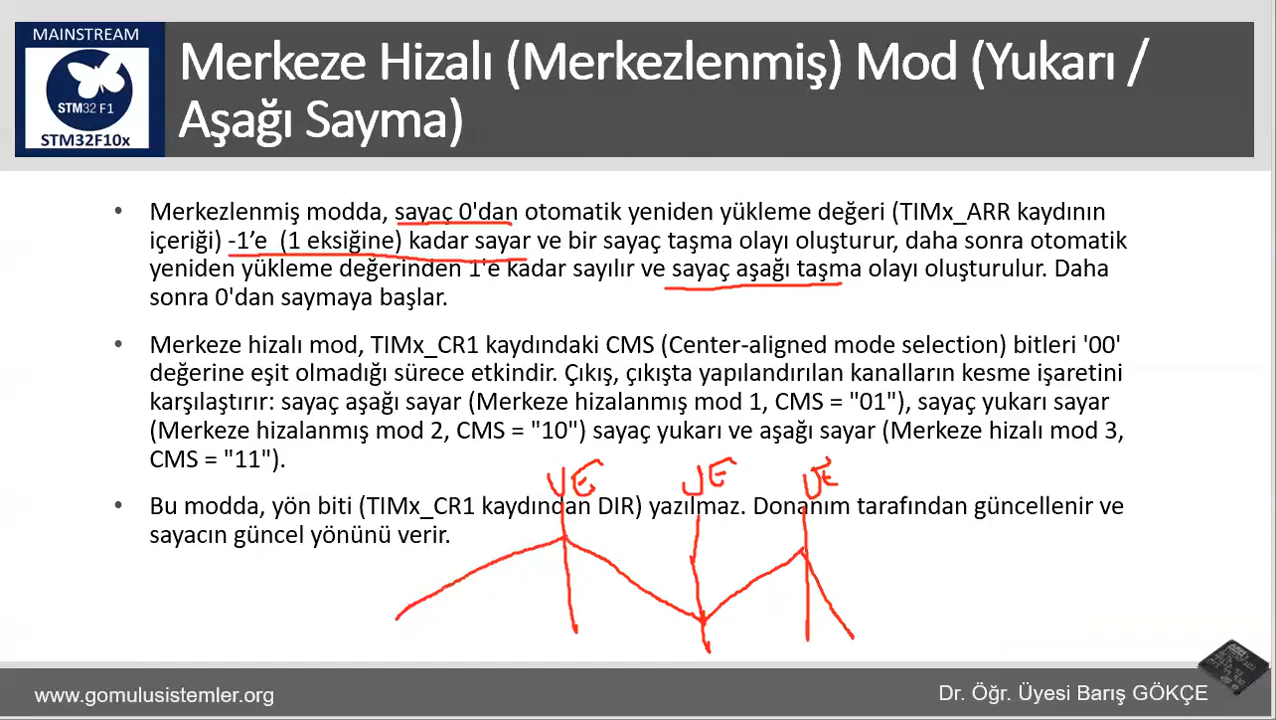 MAINSTREAM
STM32 F1
STM32F10x
Merkeze Hizalı (Merkezlenmiş) Mod (Yukarı /
Aşağı Sayma)
• Merkezlenmiş modda, sayaç 0'dan otomatik yeniden yükleme değeri (TIMx_ARR kaydının
içeriği) -1’e (1 eksiğine) kadar sayar ve bir sayaç taşma olayı oluşturur, daha sonra otomatik
yeniden yükleme değerinden 1'e kadar sayılır ve sayaç aşağı taşma olayı oluşturulur. Daha
sonra 0'dan saymaya başlar.
• Merkeze hizalı mod, TIMx_CR1 kaydındaki CMS (Center-aligned mode selection) bitleri '00'
değerine eşit olmadığı sürece etkindir. Çıkış, çıkışta yapılandırılan kanalların kesme işaretini
karşılaştırır: sayaç aşağı sayar (Merkeze hizalanmış mod 1, CMS = "01"), sayaç yukarı sayar
(Merkeze hizalanmış mod 2, CMS = "10") sayaç yukarı ve aşağı sayar (Merkeze hizalı mod 3,
CMS = "11").
UE UE UE
• Bu modda, yön biti (TIMx_CR1 kaydından DIR) yazılmaz. Donanım tarafından güncellenir ve
sayacın güncel yönünü verir.
www.gomulusistemler.org
Dr. Öğr. Üyesi Barış GÖKÇE